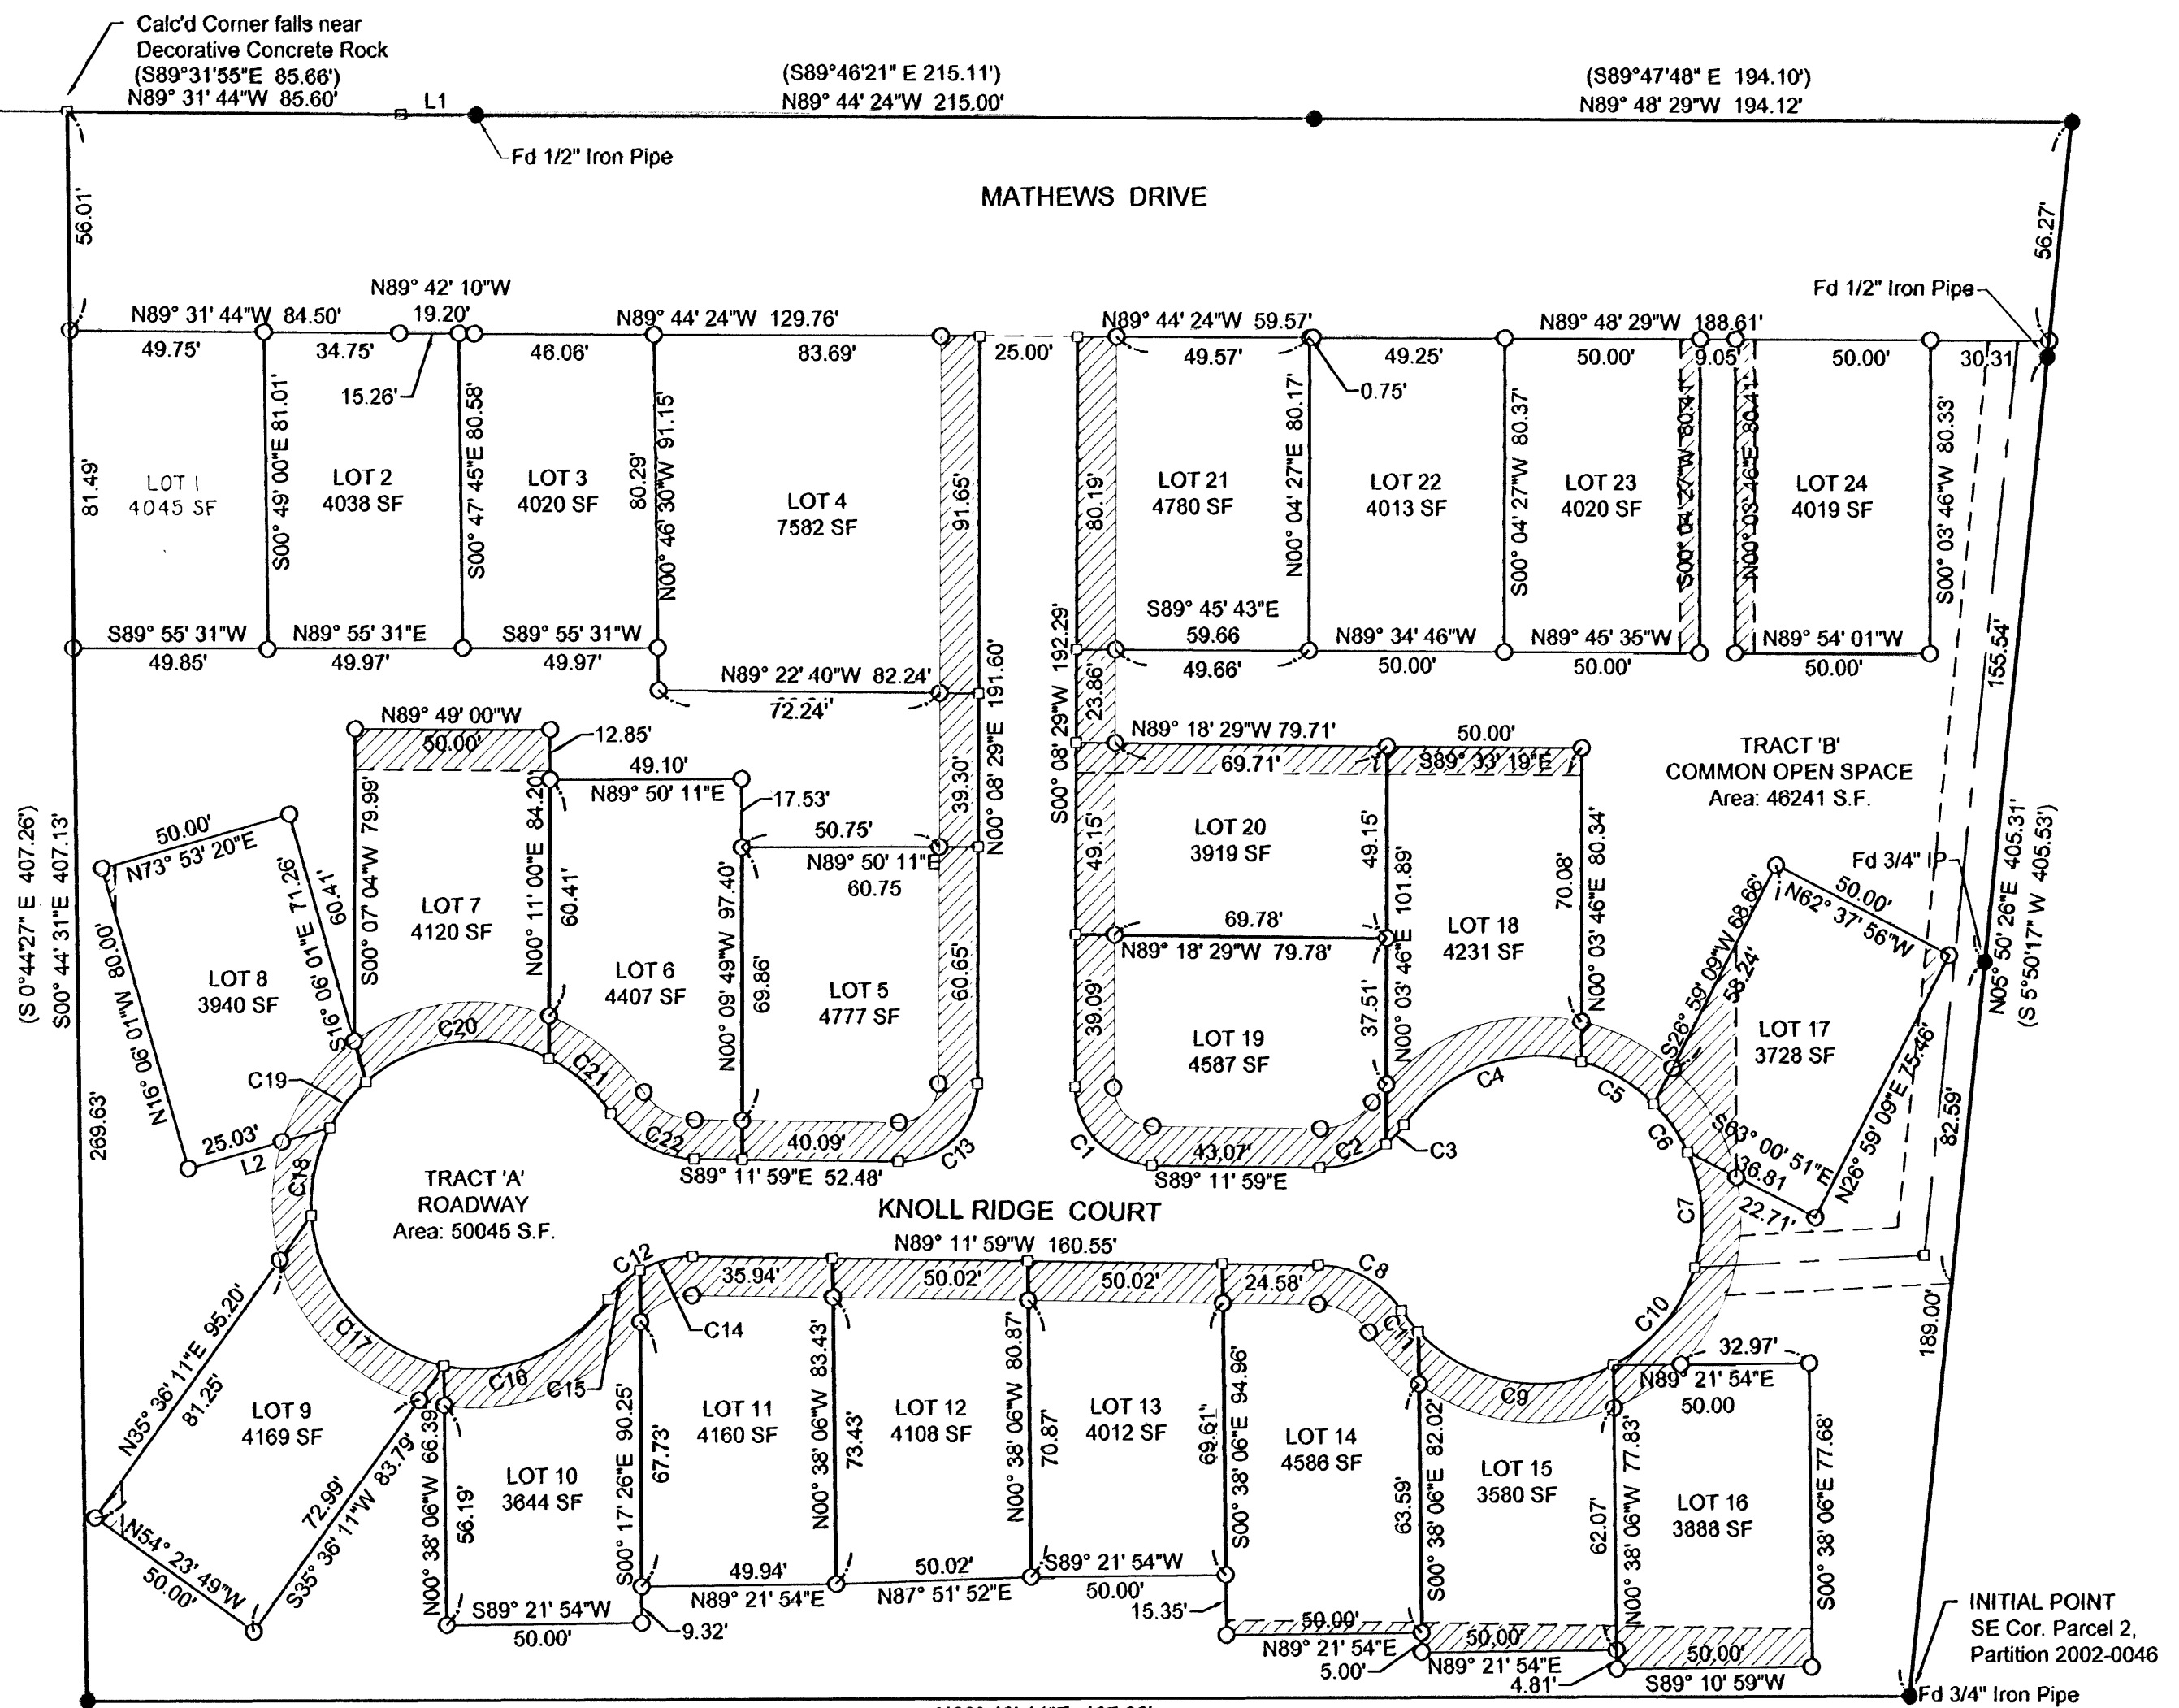 Calc'd Corner falls near
Decorative Concrete Rock
(S89°31'55"E 85.66')
N89° 31' 44"W 85.60'
L1
(S89°46'21" E 215.11')
N89° 44' 24"W 215.00'
(S89°47'48" E 194.10')
N89° 48' 29"W 194.12'
Fd 1/2" Iron Pipe
MATHEWS DRIVE
56.01'
56.27'
Fd 1/2" Iron Pipe
N89° 42' 10"W
N89° 31' 44"W 84.50'
19.20'
N89° 44' 24"W 129.76'
N89° 44' 24"W 59.57'
N89° 48' 29"W 188.61'
49.75'
34.75'
46.06'
83.69'
25.00'
49.57'
49.25'
50.00'
9.05'
50.00'
30.31
15.26'
0.75'
81.49'
LOT 1
4045 SF
S00° 49' 00"E 81.01'
LOT 2
4038 SF
S00° 47' 45"E 80.58'
LOT 3
4020 SF
80.29'
N00° 46' 30"W 91.15'
LOT 4
7582 SF
91.65'
80.19'
LOT 21
4780 SF
N00° 04' 27"E 80.17'
LOT 22
4013 SF
S00° 04' 27"W 80.37'
LOT 23
4020 SF
S00° 04' 27"W 80.41'
N00° 03' 46"E 80.41'
LOT 24
4019 SF
S00° 03' 46"W 80.33'
155.54'
S89° 55' 31"W
49.85'
N89° 55' 31"E
49.97'
S89° 55' 31"W
49.97'
N89° 22' 40"W 82.24'
72.24'
N00° 08' 29"E 191.60'
39.30'
S00° 08' 29"W 192.29'
23.86'
S89° 45' 43"E
59.66
49.66'
N89° 34' 46"W
50.00'
N89° 45' 35"W
50.00'
N89° 54' 01"W
50.00'
N89° 49' 00"W
50.00'
12.85'
49.10'
N89° 50' 11"E
17.53'
50.75'
N89° 50' 11"E
60.75
N89° 18' 29"W 79.71'
69.71'
50.00'
S89° 33' 19"E
TRACT 'B'
COMMON OPEN SPACE
Area: 46241 S.F.
(S 0°44'27" E 407.26')
S00° 44' 31"E 407.13'
269.63'
50.00'
N73° 53' 20"E
N16° 06' 01"W 80.00'
LOT 8
3940 SF
S16° 06' 01"E 71.26'
60.41'
25.03'
L2
S00° 07' 04"W 79.99'
LOT 7
4120 SF
N00° 11' 00"E 84.20'
60.41'
LOT 6
4407 SF
N00° 09' 49"W 97.40'
69.86'
LOT 5
4777 SF
60.65'
49.15'
LOT 20
3919 SF
49.15'
69.78'
N89° 18' 29"W 79.78'
39.09'
LOT 19
4587 SF
37.51'
N00° 03' 46"E 101.89'
LOT 18
4231 SF
70.08'
N00° 03' 46"E 80.34'
Fd 3/4" IP
50.00'
N62° 37' 56"W
S26° 59' 09"W 68.66'
58.24'
LOT 17
3728 SF
N26° 59' 09"E 75.46'
S63° 00' 51"E
36.81
22.71'
82.59'
N05° 50' 26"E 405.31'
(S 5°50'17" W 405.53')
C19
C20
C21
C22
C18
40.09'
S89° 11' 59"E 52.48'
C13
C1
43.07'
S89° 11' 59"E
C2
C3
C4
C5
C6
C7
TRACT 'A'
ROADWAY
Area: 50045 S.F.
KNOLL RIDGE COURT
N89° 11' 59"W 160.55'
C12
35.94'
50.02'
50.02'
24.58'
C8
C14
C11
C10
C17
C16
C15
C9
189.00'
N35° 36' 11"E 95.20'
81.25'
LOT 9
4169 SF
72.99'
S35° 36' 11"W 83.79'
N54° 23' 49"W
50.00'
N00° 38' 06"W 66.39'
56.19'
LOT 10
3644 SF
S89° 21' 54"W
50.00'
S00° 17' 26"E 90.25'
67.73'
9.32'
LOT 11
4160 SF
49.94'
N89° 21' 54"E
N00° 38' 06"W 83.43'
73.43'
LOT 12
4108 SF
50.02'
N87° 51' 52"E
N00° 38' 06"W 80.87'
70.87'
LOT 13
4012 SF
S89° 21' 54"W
50.00'
69.61'
S00° 38' 06"E 94.96'
15.35'
LOT 14
4586 SF
50.00'
N89° 21' 54"E
5.00'
63.59'
S00° 38' 06"E 82.02'
LOT 15
3580 SF
50.00'
N89° 21' 54"E
4.81'
62.07'
N00° 38' 06"W 77.83'
32.97'
N89° 21' 54"E
50.00
LOT 16
3888 SF
S00° 38' 06"E 77.68'
50.00'
S89° 10' 59"W
INITIAL POINT
SE Cor. Parcel 2,
Partition 2002-0046
Fd 3/4" Iron Pipe